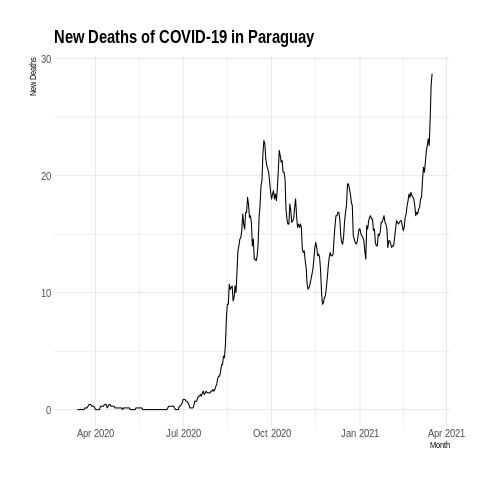 New Deaths of COVID-19 in Paraguay
New Deaths
30
20
10
0
Apr 2020 Jul 2020 Oct 2020 Jan 2021 Apr 2021
Month